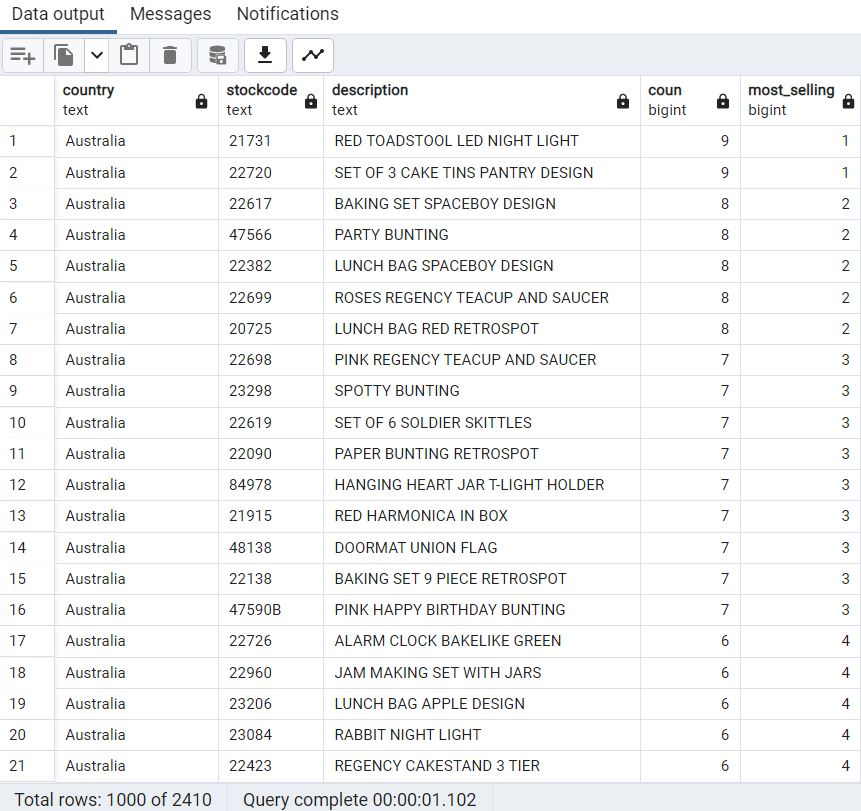 Data output Messages Notifications
country stockcode description coun most_selling
text text text bigint bigint
1 Australia 21731 RED TOADSTOOL LED NIGHT LIGHT 9 1
2 Australia 22720 SET OF 3 CAKE TINS PANTRY DESIGN 9 1
3 Australia 22617 BAKING SET SPACEBOY DESIGN 8 2
4 Australia 47566 PARTY BUNTING 8 2
5 Australia 22382 LUNCH BAG SPACEBOY DESIGN 8 2
6 Australia 22699 ROSES REGENCY TEACUP AND SAUCER 8 2
7 Australia 20725 LUNCH BAG RED RETROSPOT 8 2
8 Australia 22698 PINK REGENCY TEACUP AND SAUCER 7 3
9 Australia 23298 SPOTTY BUNTING 7 3
10 Australia 22619 SET OF 6 SOLDIER SKITTLES 7 3
11 Australia 22090 PAPER BUNTING RETROSPOT 7 3
12 Australia 84978 HANGING HEART JAR T-LIGHT HOLDER 7 3
13 Australia 21915 RED HARMONICA IN BOX 7 3
14 Australia 48138 DOORMAT UNION FLAG 7 3
15 Australia 22138 BAKING SET 9 PIECE RETROSPOT 7 3
16 Australia 47590B PINK HAPPY BIRTHDAY BUNTING 7 3
17 Australia 22726 ALARM CLOCK BAKELIKE GREEN 6 4
18 Australia 22960 JAM MAKING SET WITH JARS 6 4
19 Australia 23206 LUNCH BAG APPLE DESIGN 6 4
20 Australia 23084 RABBIT NIGHT LIGHT 6 4
21 Australia 22423 REGENCY CAKESTAND 3 TIER 6 4
Total rows: 1000 of 2410 Query complete 00:00:01.102